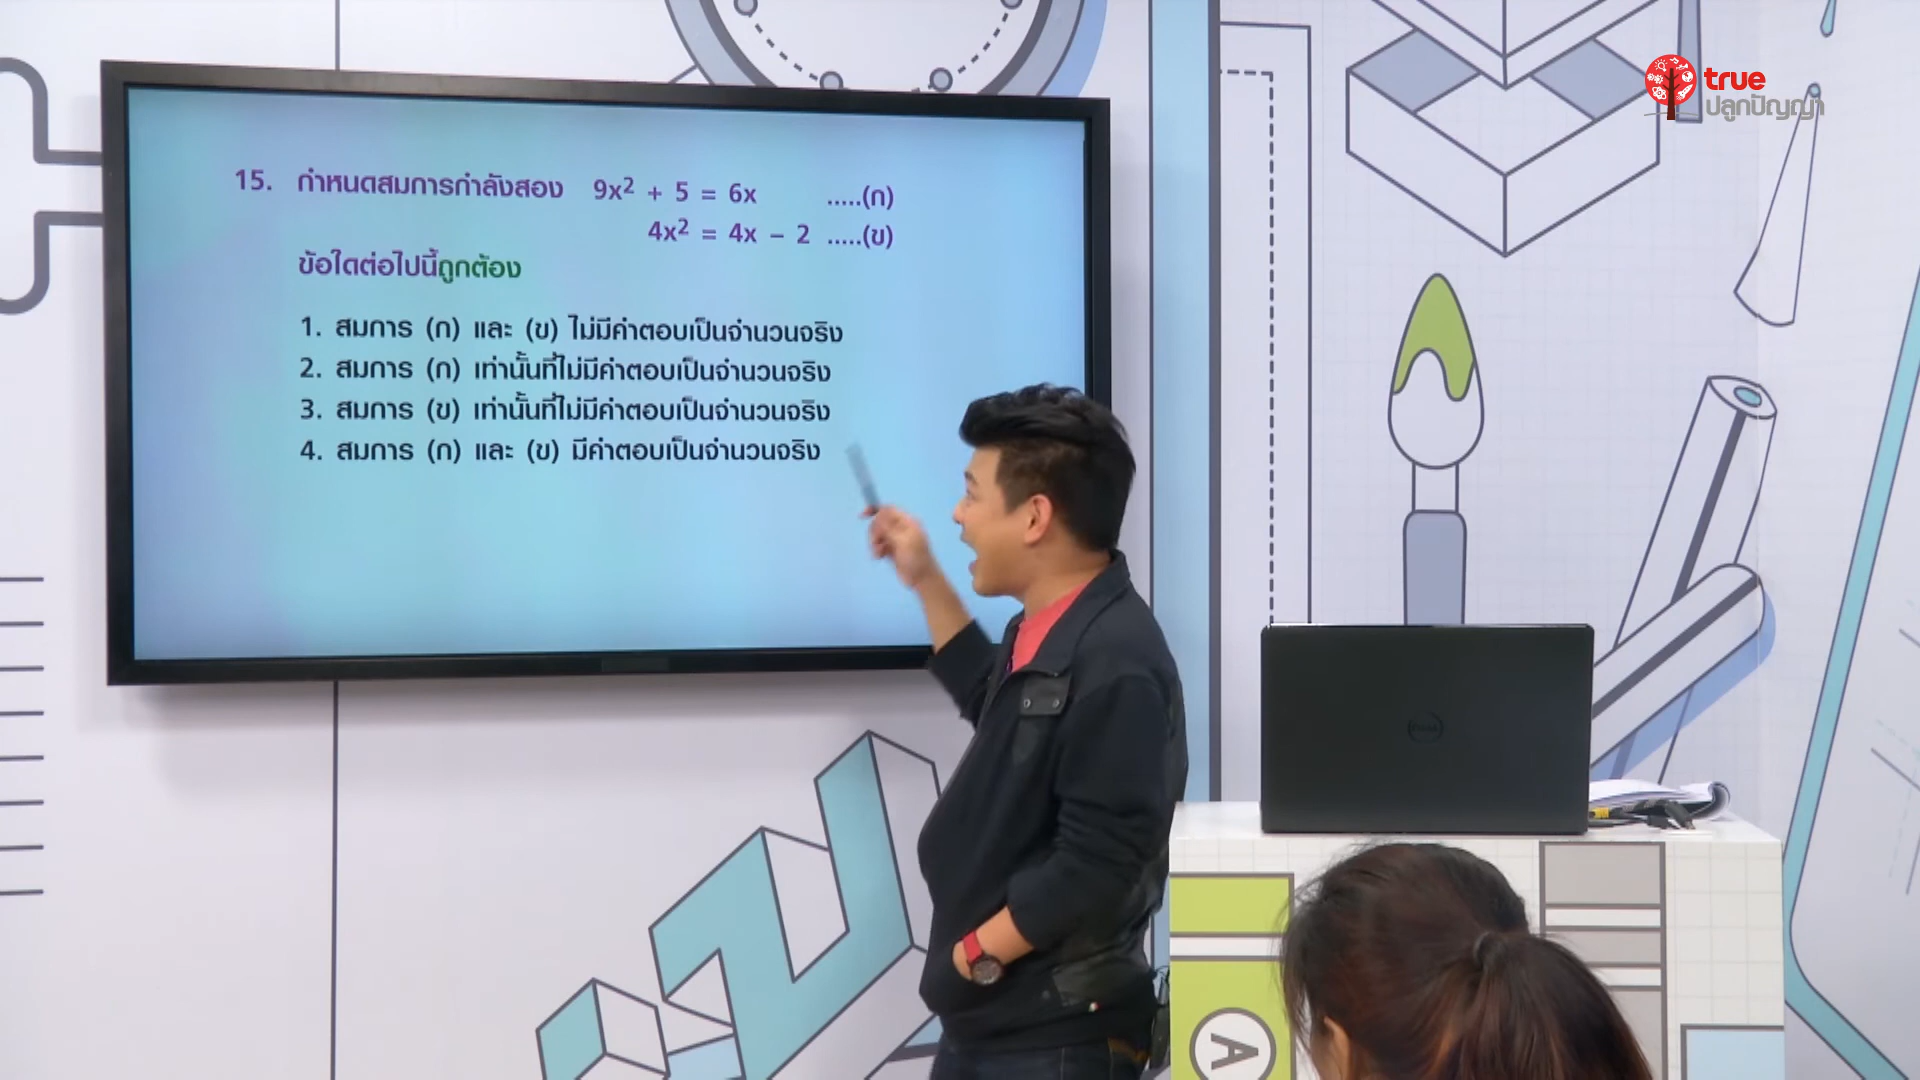 true
ปลูกปัญญา
15. กำหนดสมการกำลังสอง 9x² + 5 = 6x .....(ก)
4x² = 4x – 2 .....(ข)
ข้อใดต่อไปนี้ถูกต้อง
1. สมการ (ก) และ (ข) ไม่มีคำตอบเป็นจำนวนจริง
2. สมการ (ก) เท่านั้นที่ไม่มีคำตอบเป็นจำนวนจริง
3. สมการ (ข) เท่านั้นที่ไม่มีคำตอบเป็นจำนวนจริง
4. สมการ (ก) และ (ข) มีคำตอบเป็นจำนวนจริง
DELL
A